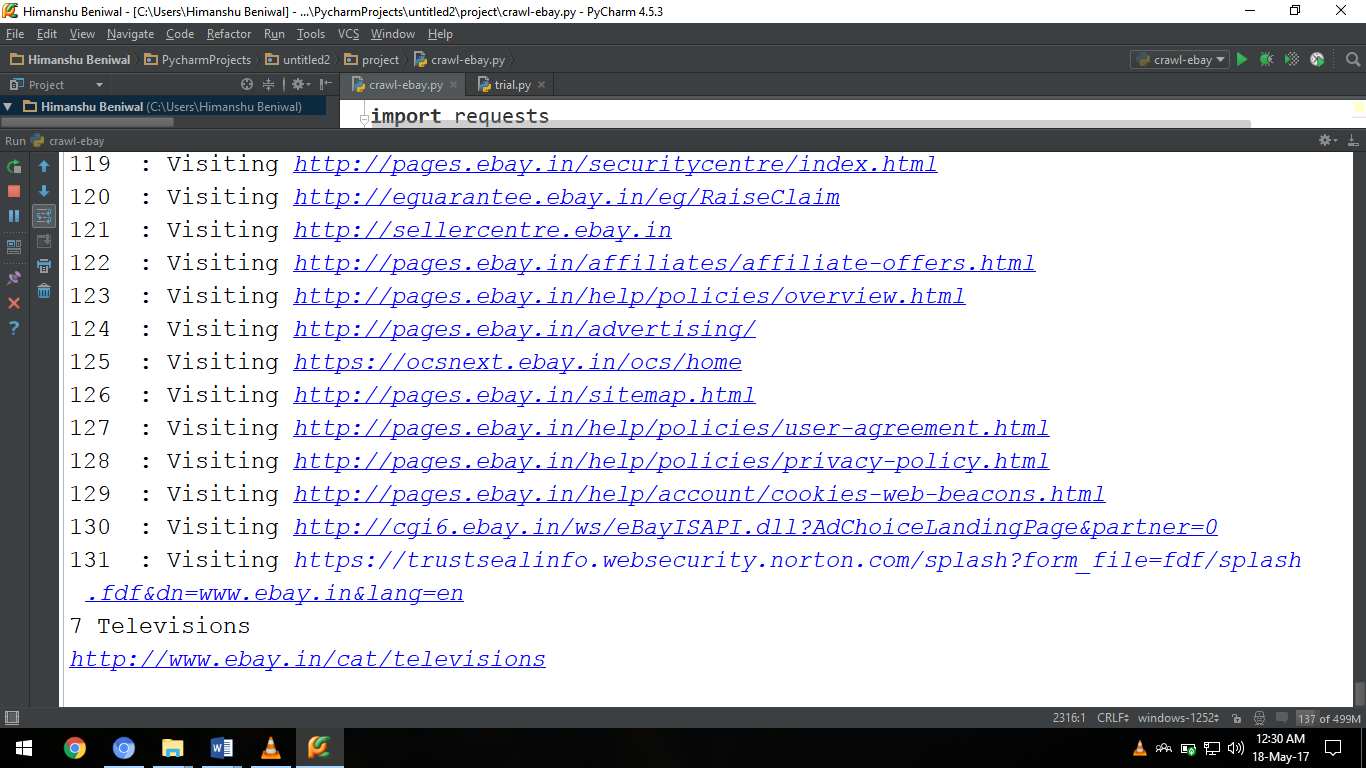 Himanshu Beniwal - [C:\Users\Himanshu Beniwal] - ...\PycharmProjects\untitled2\project\crawl-ebay.py - PyCharm 4.5.3
File Edit View Navigate Code Refactor Run Tools VCS Window Help
Himanshu Beniwal PycharmProjects untitled2 project crawl-ebay.py crawl-ebay
Project crawl-ebay.py trial.py
Himanshu Beniwal (C:\Users\Himanshu Beniwal)
import requests
Run crawl-ebay
119 : Visiting http://pages.ebay.in/securitycentre/index.html
120 : Visiting http://eguarantee.ebay.in/eg/RaiseClaim
121 : Visiting http://sellercentre.ebay.in
122 : Visiting http://pages.ebay.in/affiliates/affiliate-offers.html
123 : Visiting http://pages.ebay.in/help/policies/overview.html
124 : Visiting http://pages.ebay.in/advertising/
125 : Visiting https://ocsnext.ebay.in/ocs/home
126 : Visiting http://pages.ebay.in/sitemap.html
127 : Visiting http://pages.ebay.in/help/policies/user-agreement.html
128 : Visiting http://pages.ebay.in/help/policies/privacy-policy.html
129 : Visiting http://pages.ebay.in/help/account/cookies-web-beacons.html
130 : Visiting http://cgi6.ebay.in/ws/eBayISAPI.dll?AdChoiceLandingPage&partner=0
131 : Visiting https://trustsealinfo.websecurity.norton.com/splash?form_file=fdf/splash
.fdf&dn=www.ebay.in&lang=en
7 Televisions
http://www.ebay.in/cat/televisions
2316:1 CRLF windows-1252 137 of 499M
12:30 AM
18-May-17